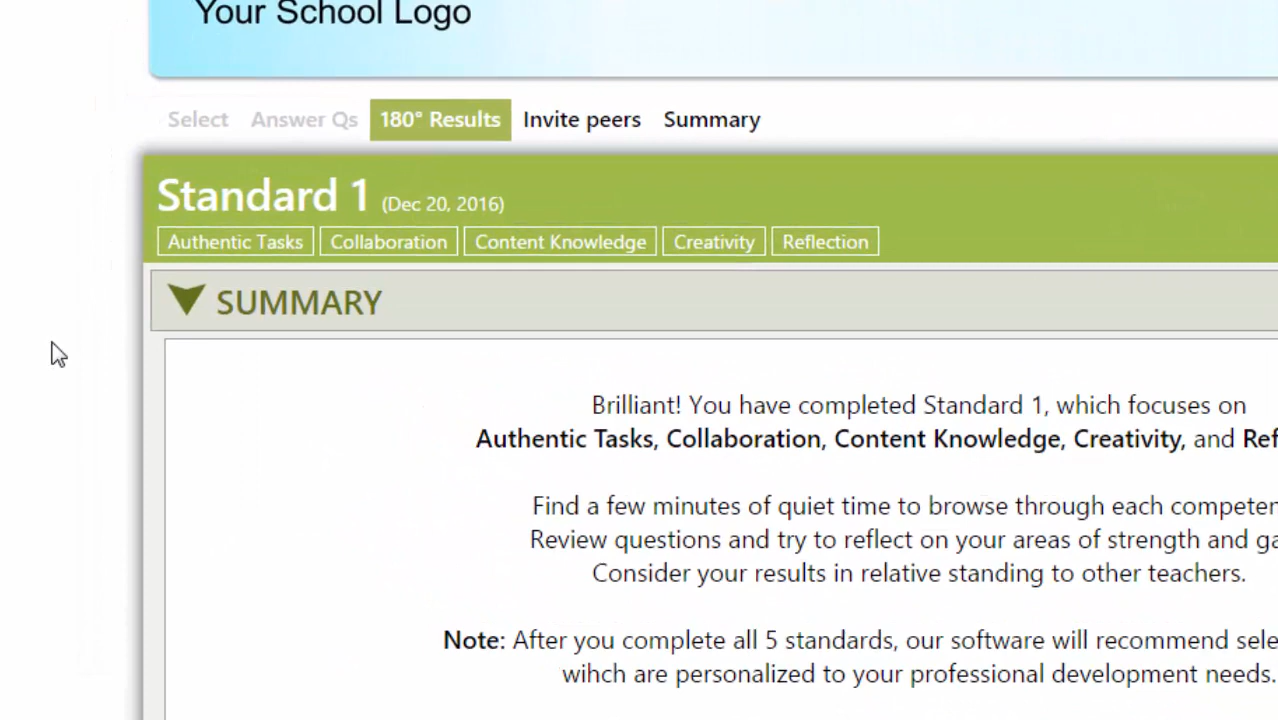 Your School Logo
Select Answer Qs 180° Results Invite peers Summary
Standard 1 (Dec 20, 2016)
Authentic Tasks Collaboration Content Knowledge Creativity Reflection
SUMMARY
Brilliant! You have completed Standard 1, which focuses on
Authentic Tasks, Collaboration, Content Knowledge, Creativity, and
Find a few minutes of quiet time to browse through each
Review questions and try to reflect on your areas of strength and
Consider your results in relative standing to other teachers.
Note: After you complete all 5 standards, our software will recommend
wihch are personalized to your professional development needs.